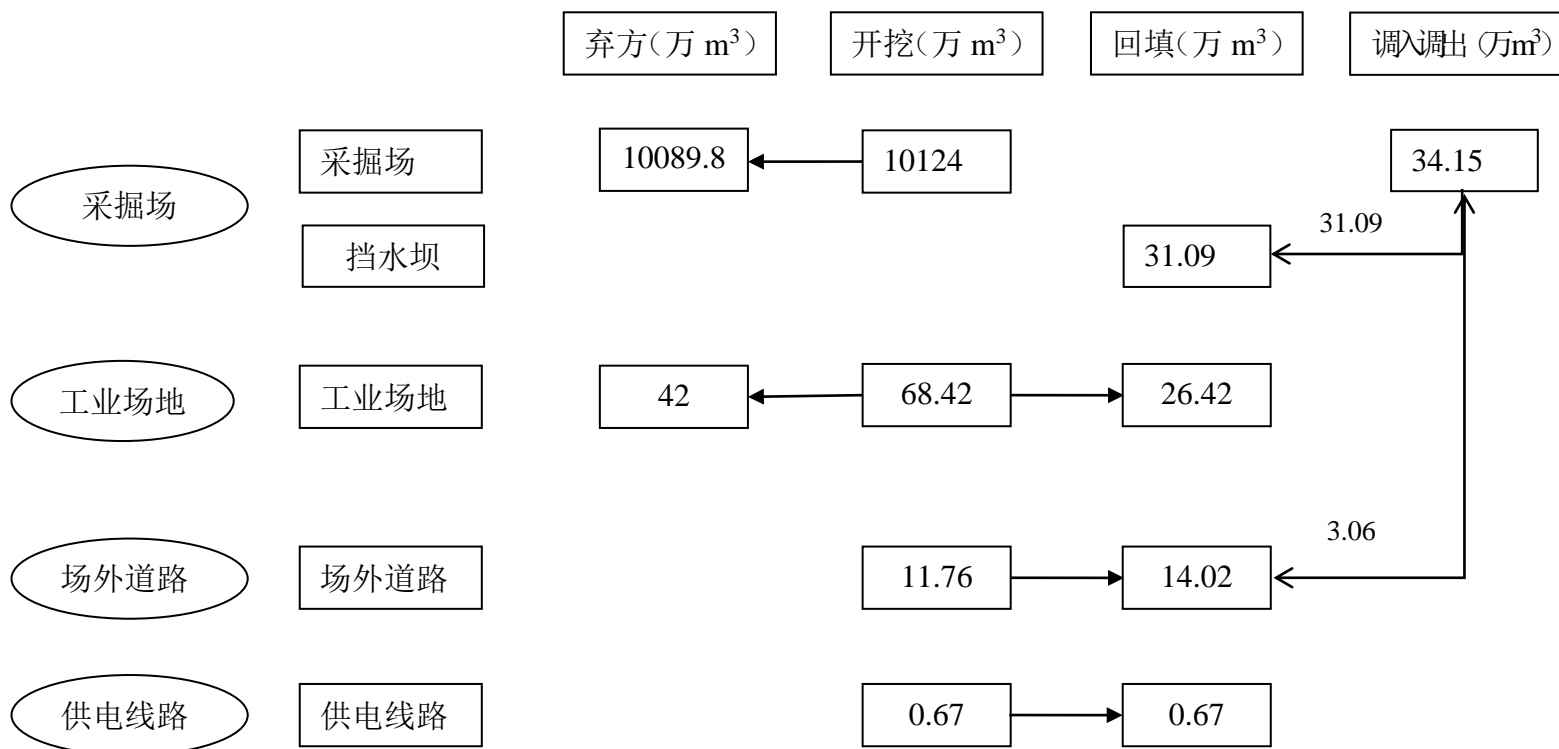 弃方（万 m³） 开挖（万 m³） 回填（万 m³） 调入调出（万m³）
采掘场 采掘场 10089.8 10124 34.15
挡水坝 31.09 31.09
工业场地 工业场地 42 68.42 26.42
3.06
场外道路 场外道路 11.76 14.02
供电线路 供电线路 0.67 0.67